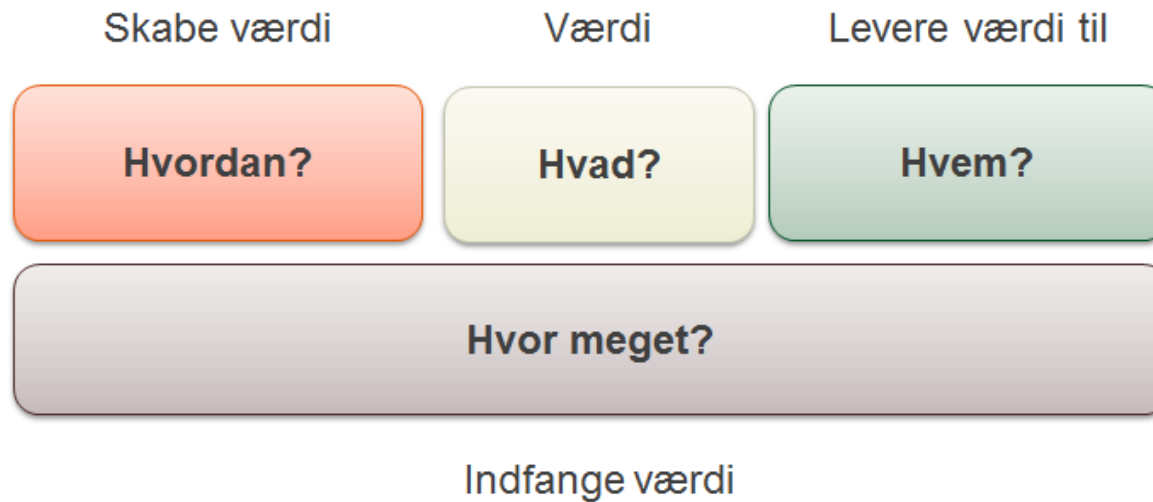 Skabe værdi
Værdi
Levere værdi til
Hvordan?
Hvad?
Hvem?
Hvor meget?
Indfange værdi